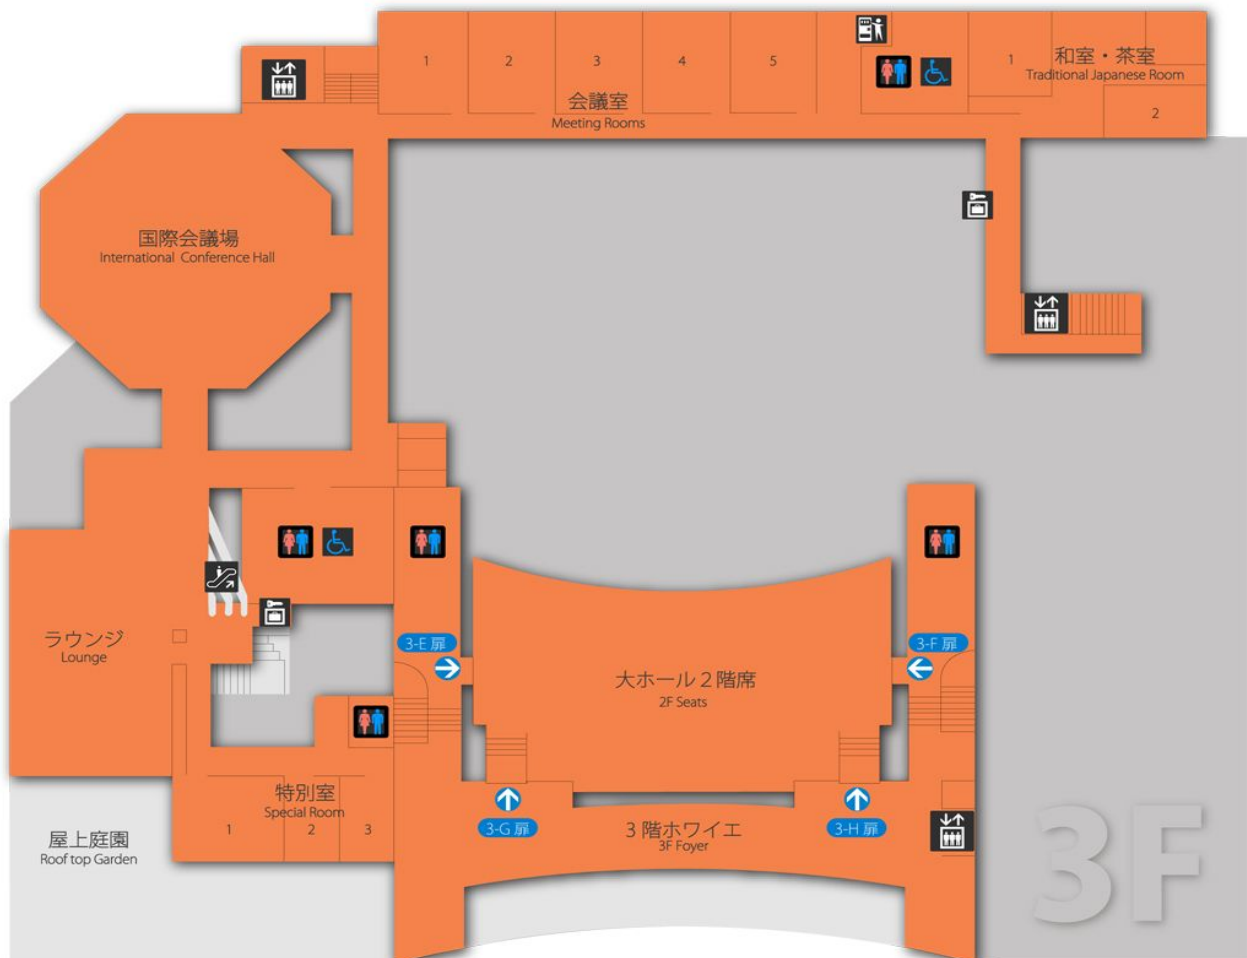 1
2
3
4
5
会議室
Meeting Rooms
1
和室・茶室
Traditional Japanese Room
2
国際会議場
International Conference Hall
ラウンジ
Lounge
3-E 扉
3-F 扉
大ホール２階席
2F Seats
特別室
Special Room
1
2
3
3-G 扉
3階ホワイエ
3F Foyer
3-H 扉
屋上庭園
Roof top Garden
3F